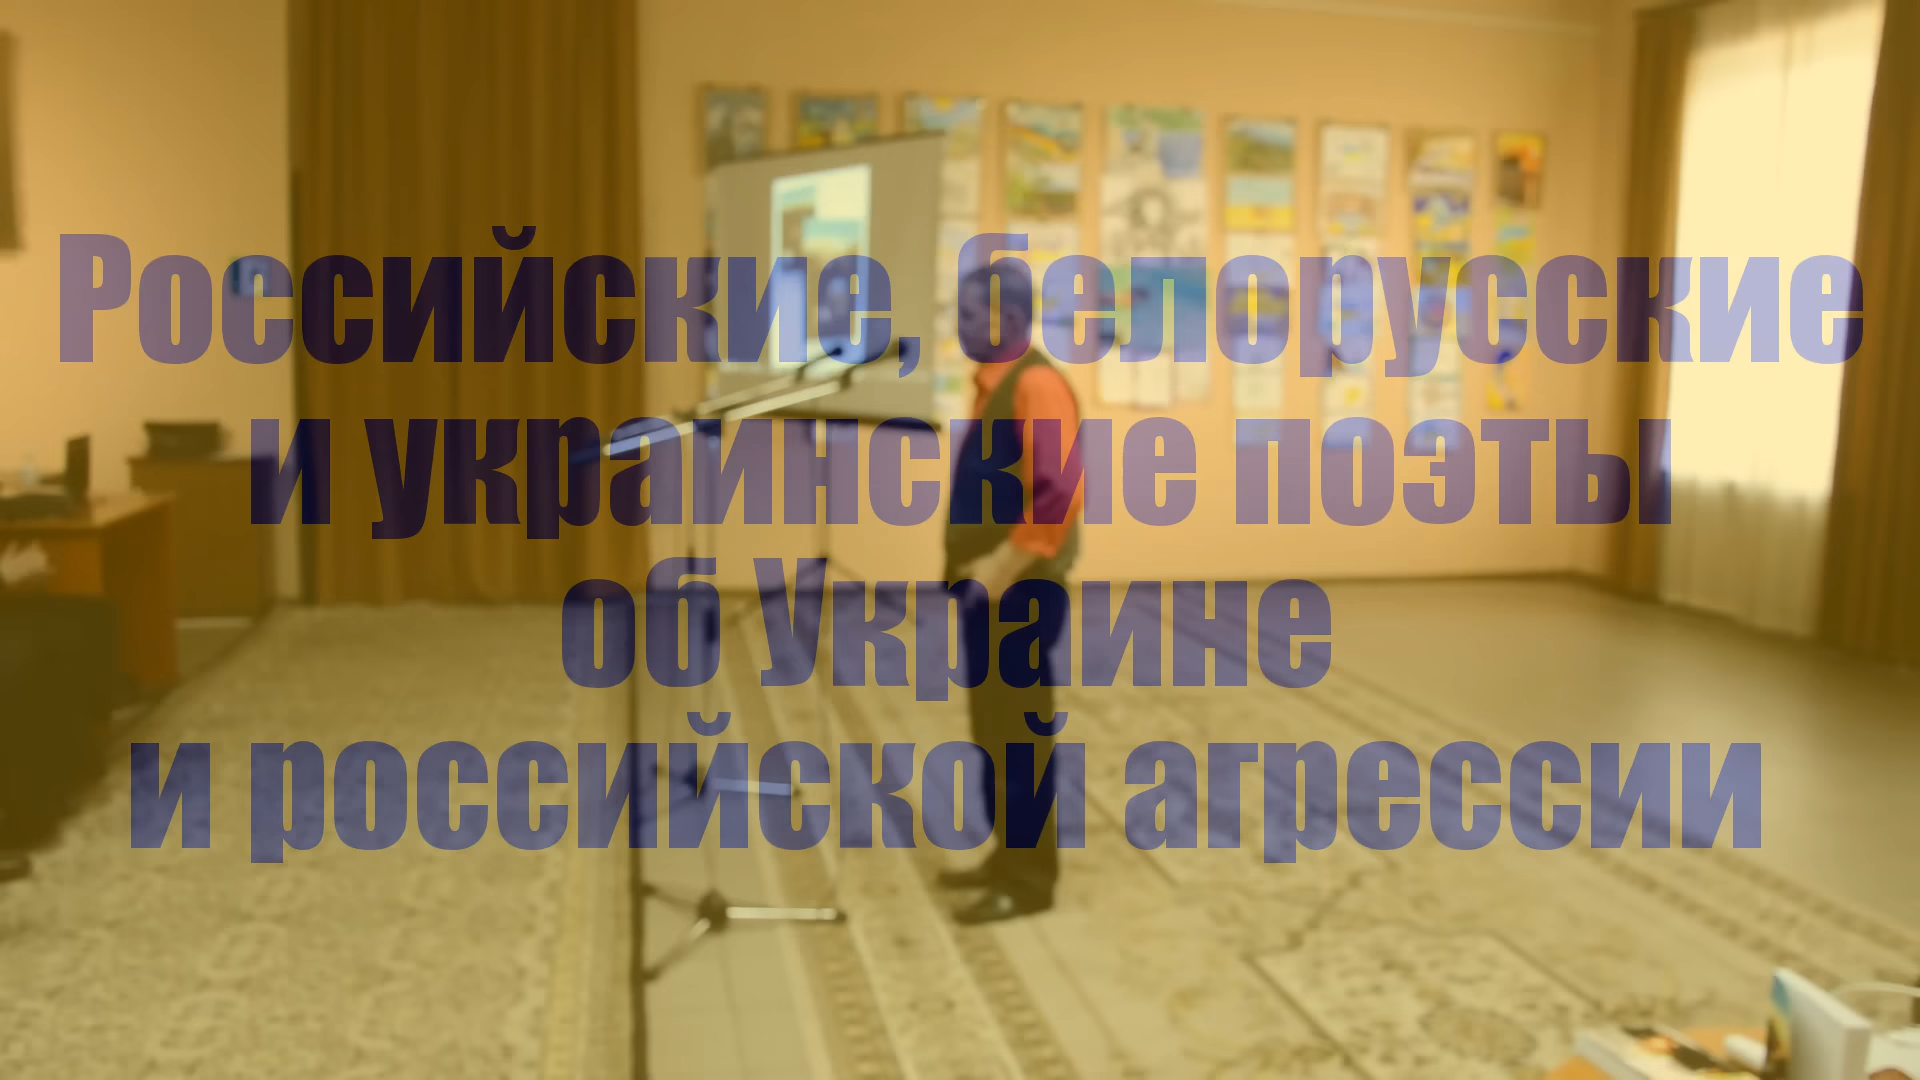 Российские, белорусские
и украинские поэты
об Украине
и российской агрессии